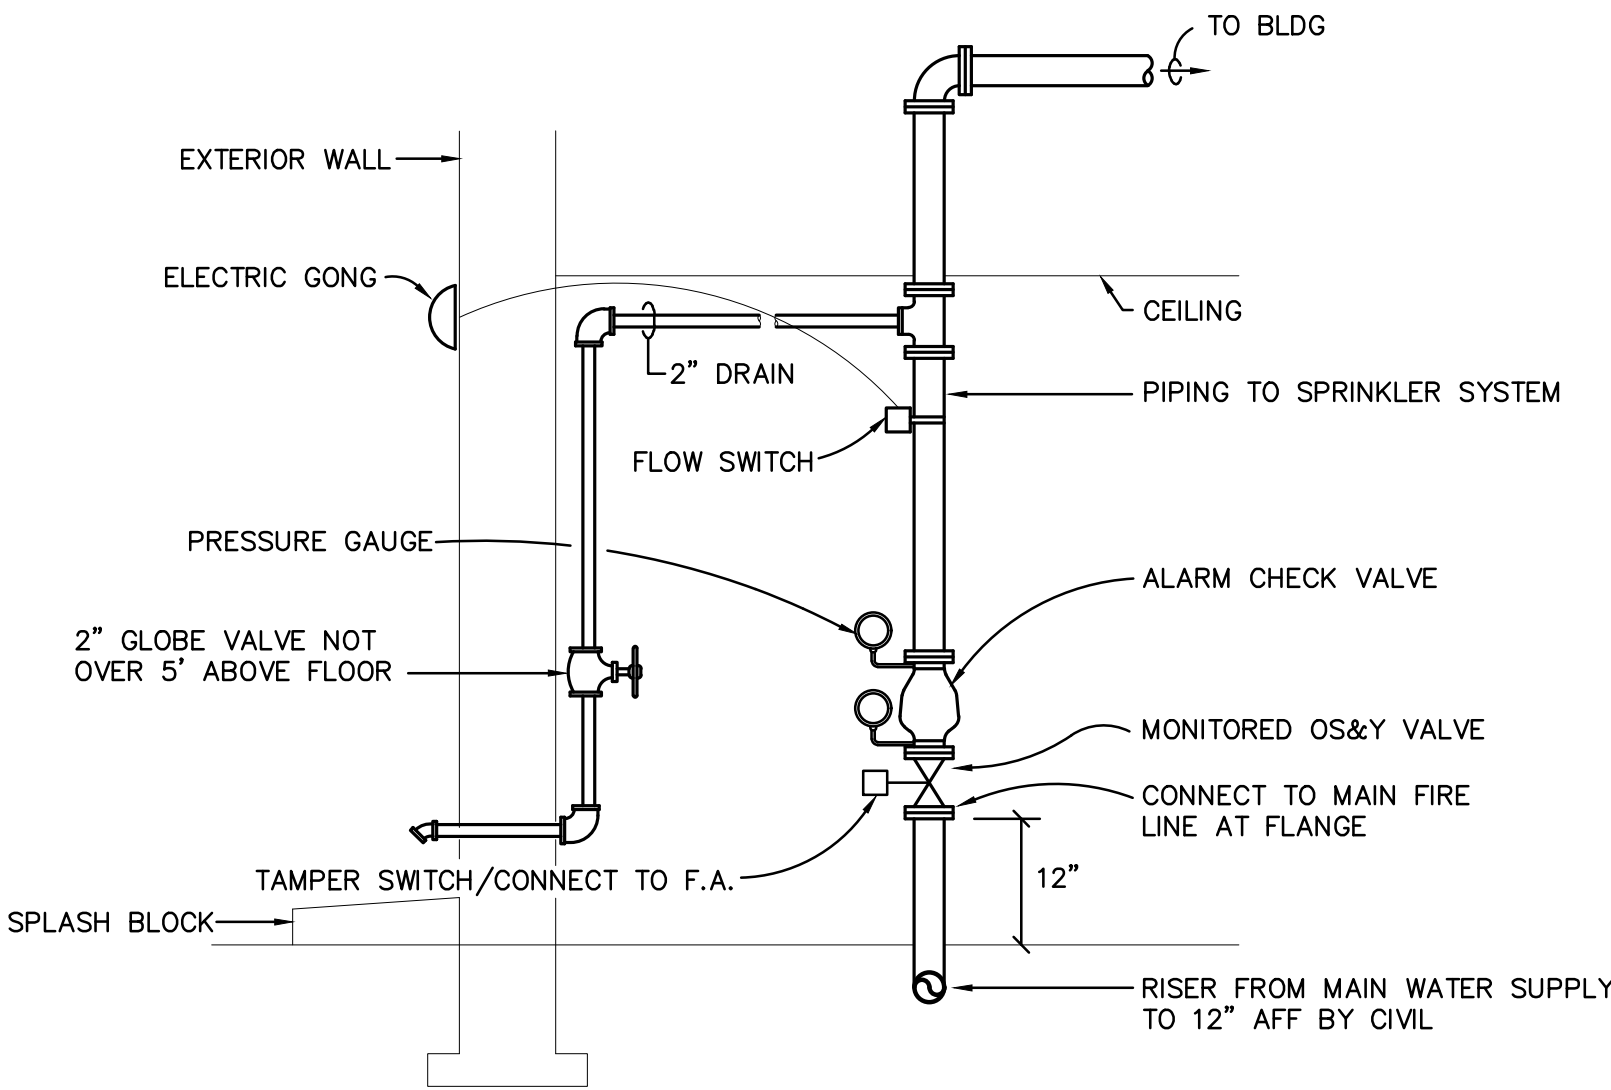 TO BLDG
EXTERIOR WALL
ELECTRIC GONG
CEILING
2" DRAIN
PIPING TO SPRINKLER SYSTEM
FLOW SWITCH
PRESSURE GAUGE
ALARM CHECK VALVE
2" GLOBE VALVE NOT
OVER 5' ABOVE FLOOR
MONITORED OS&Y VALVE
CONNECT TO MAIN FIRE
LINE AT FLANGE
TAMPER SWITCH/CONNECT TO F.A.
12"
SPLASH BLOCK
RISER FROM MAIN WATER SUPPLY
TO 12" AFF BY CIVIL